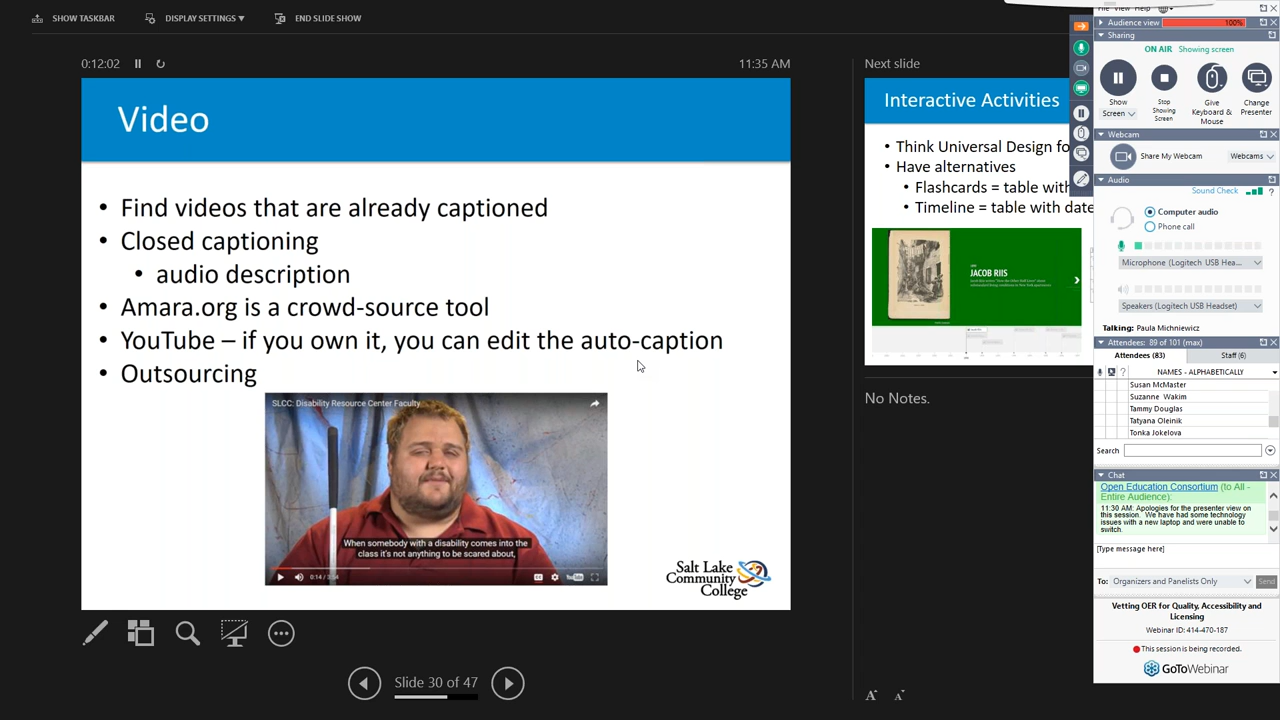 SHOW TASKBAR
DISPLAY SETTINGS ▾
END SLIDE SHOW
0:12:02
11:35 AM
Video
• Find videos that are already captioned
• Closed captioning
• audio description
• Amara.org is a crowd-source tool
• YouTube – if you own it, you can edit the auto-caption
• Outsourcing
SLCC: Disability Resource Center Faculty
When somebody with a disability comes into the
class it's not anything to be scared about,
YouTube
Salt Lake
Community
College
Slide 30 of 47
Next slide
Interactive Activities
• Think Universal Design fo
• Have alternatives
• Flashcards = table with
• Timeline = table with date
JACOB RIIS
No Notes.
File View Help
Audience view 100%
Sharing
ON AIR Showing screen
Show
Screen
Stop
Showing
Screen
Give
Keyboard &
Mouse
Change
Presenter
Webcam
Share My Webcam
Webcams
Audio
Sound Check
?
Computer audio
Phone call
Microphone (Logitech USB Hea...
Speakers (Logitech USB Headset)
Talking: Paula Michniewicz
Attendees: 89 of 101 (max)
Attendees (83)
Staff (6)
NAMES - ALPHABETICALLY
Susan McMaster
Suzanne Wakim
Tammy Douglas
Tatyana Oleinik
Tonka Jokelova
Search
Chat
Open Education Consortium (to All -
Entire Audience):
11:30 AM: Apologies for the presenter view on
this session. We have had some technology
issues with a new laptop and were unable to
switch.
[Type message here]
To: Organizers and Panelists Only
Send
Vetting OER for Quality, Accessibility and
Licensing
Webinar ID: 414-470-187
This session is being recorded.
GoToWebinar